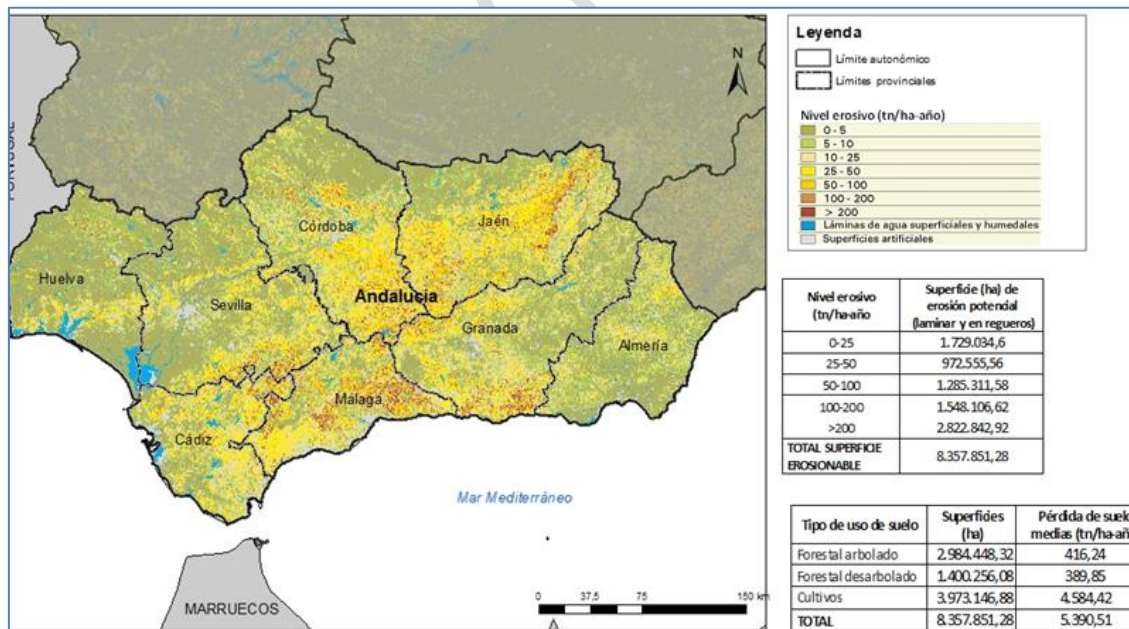 PORTUGAL
Huelva
Sevilla
Córdoba
Jaén
Andalucía
Granada
Almería
Málaga
Cádiz
Mar Mediterráneo
MARRUECOS
N
0 37,5 75 150 km
Leyenda
Límite autonómico
Límites provinciales
Nivel erosivo (tn/ha-año)
0 - 5
5 - 10
10 - 25
25 - 50
50 - 100
100 - 200
> 200
Láminas de agua superficiales y humedales
Superficies artificiales
Nivel erosivo Superficie (ha) de
(tn/ha-año erosión potencial
(laminar y en regueros)
0-25 1.729.034,6
25-50 972.555,56
50-100 1.285.311,58
100-200 1.548.106,62
>200 2.822.842,92
TOTAL SUPERFICIE
EROSIONABLE 8.357.851,28
Tipo de uso de suelo Superficies Pérdida de suel
(ha) medias (tn/ha-añ
Forestal arbolado 2.984.448,32 416,24
Forestal desarbolado 1.400.256,08 389,85
Cultivos 3.973.146,88 4.584,42
TOTAL 8.357.851,28 5.390,51